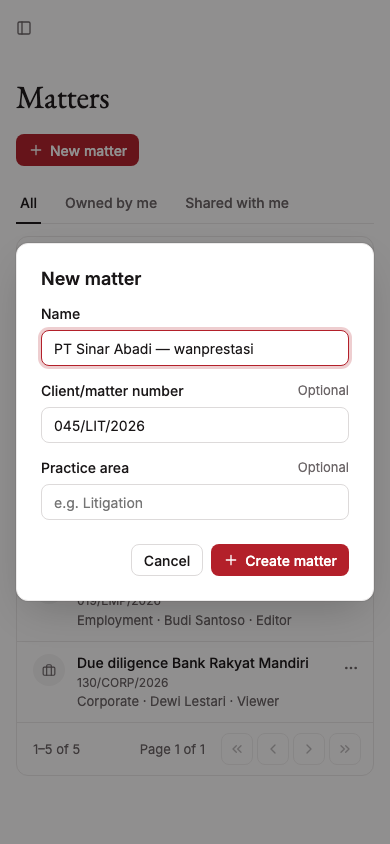 Matters
New matter
All Owned by me Shared with me
New matter
Name
PT Sinar Abadi — wanprestasi
Client/matter number Optional
045/LIT/2026
Practice area Optional
e.g. Litigation
Cancel Create matter
Employment · Budi Santoso · Editor
Due diligence Bank Rakyat Mandiri
130/CORP/2026
Corporate · Dewi Lestari · Viewer
1–5 of 5 Page 1 of 1